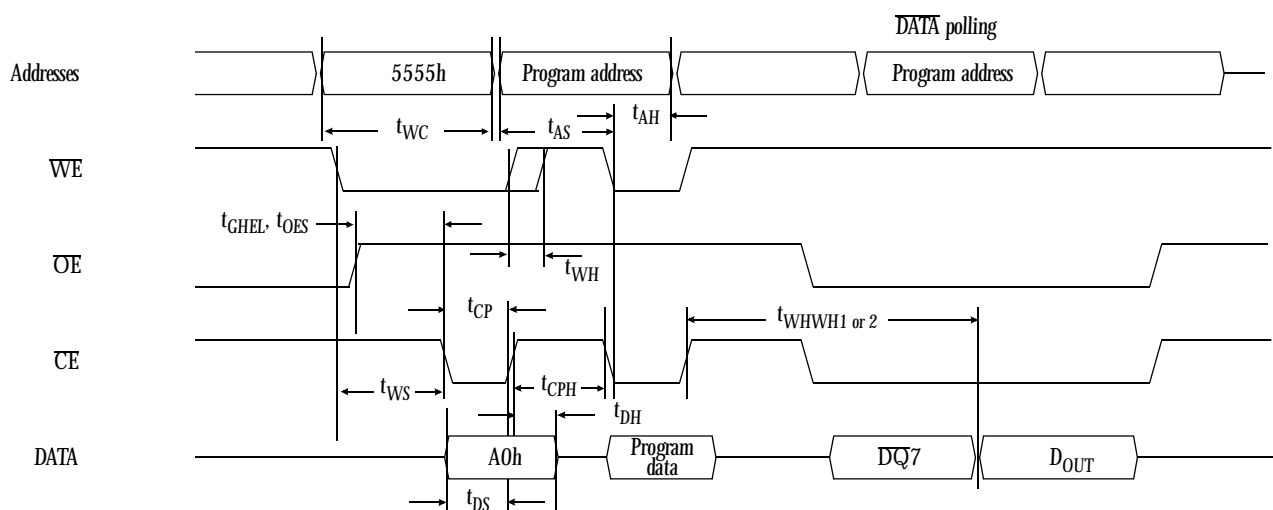 DATA polling
Addresses 5555h Program address Program address
tWC tAS tAH
WE
tGHEL, tOES
OE tWH
tCP tWHWH1 or 2
CE
tWS tCPH tDH
DATA A0h Program data DQ7 DOUT
tDS